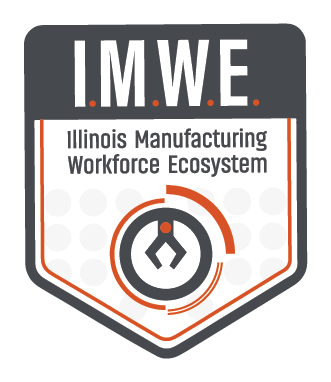 I.M.W.E.
Illinois Manufacturing
Workforce Ecosystem